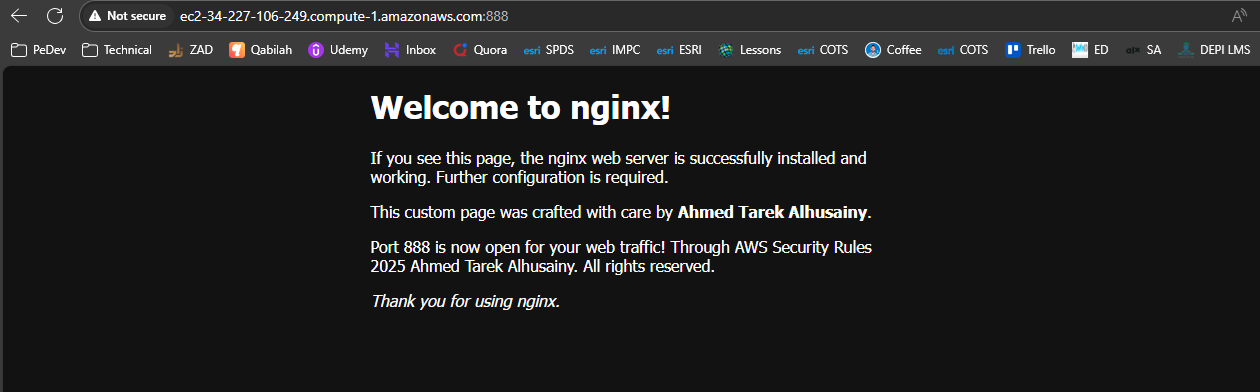 Not secure ec2-34-227-106-249.compute-1.amazonaws.com:888
PeDev Technical ZAD Qabilah Udemy Inbox Quora esri SPDS esri IMPC esri ESRI Lessons esri COTS Coffee esri COTS Trello ED alx SA DEPI LMS
Welcome to nginx!
If you see this page, the nginx web server is successfully installed and
working. Further configuration is required.
This custom page was crafted with care by Ahmed Tarek Alhusainy.
Port 888 is now open for your web traffic! Through AWS Security Rules
2025 Ahmed Tarek Alhusainy. All rights reserved.
Thank you for using nginx.